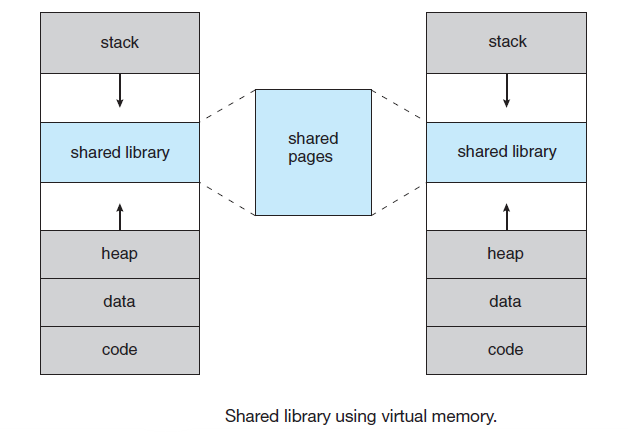 stack
shared library
heap
data
code
shared
pages
stack
shared library
heap
data
code
Shared library using virtual memory.